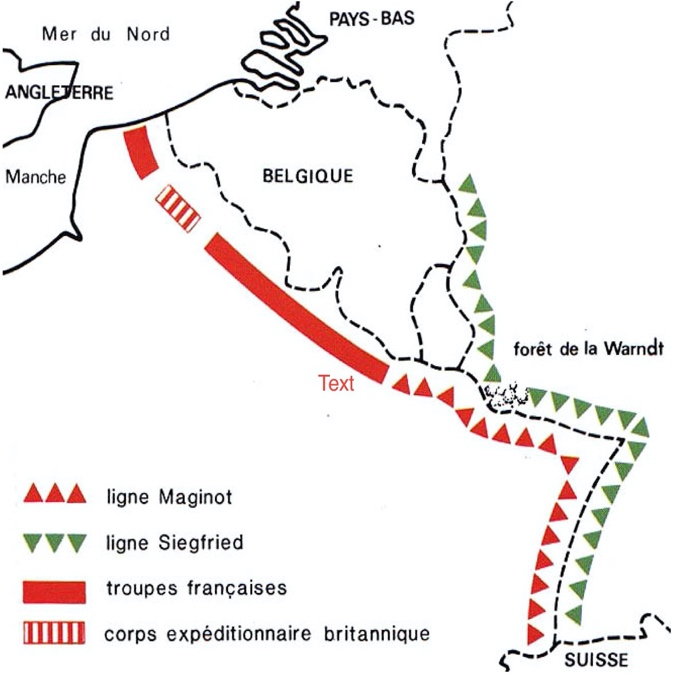 PAYS-BAS
Mer du Nord
ANGLETERRE
Manche
BELGIQUE
forêt de la Warndt
Text
ligne Maginot
ligne Siegfried
troupes françaises
corps expéditionnaire britannique
SUISSE